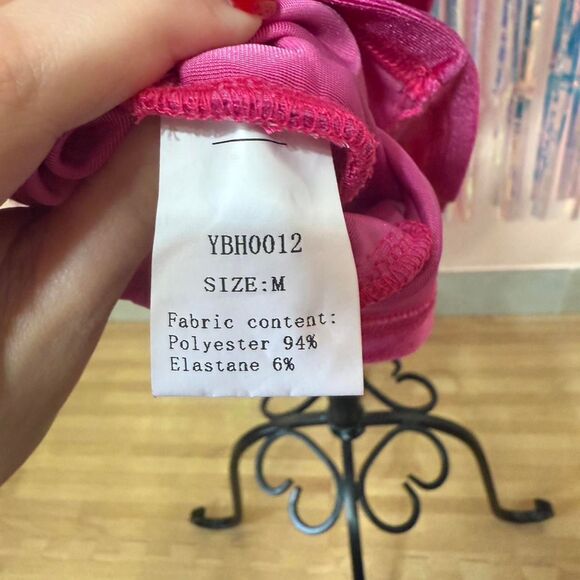 YBH0012
SIZE:M
Fabric content:
Polyester 94%
Elastane 6%